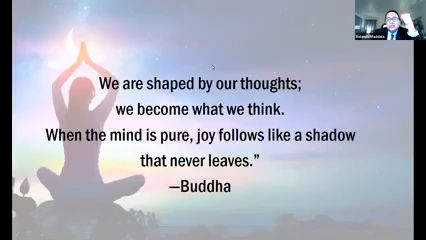 We are shaped by our thoughts;
we become what we think.
When the mind is pure, joy follows like a shadow
that never leaves.”
—Buddha